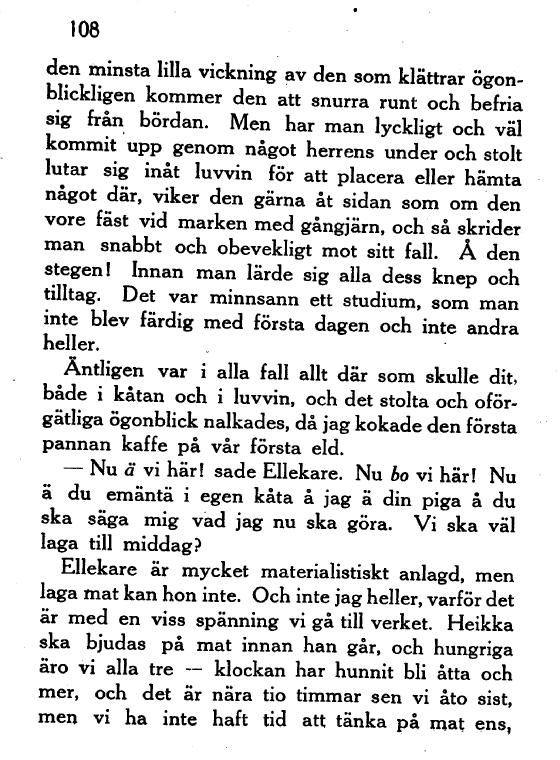 108
den minsta lilla vickning av den som klättrar ögon-
blickligen kommer den att snurra runt och befria
sig från bördan. Men har man lyckligt och väl
kommit upp genom något herrens under och stolt
lutar sig inåt luvvin för att placera eller hämta
något där, viker den gärna åt sidan som om den
vore fäst vid marken med gångjärn, och så skrider
man snabbt och obevekligt mot sitt fall. Å den
stegen! Innan man lärde sig alla dess knep och
tilltag. Det var minnsann ett studium, som man
inte blev färdig med första dagen och inte andra
heller.
Äntligen var i alla fall allt där som skulle dit,
både i kåtan och i luvvin, och det stolta och oför-
gätliga ögonblick nalkades, då jag kokade den första
pannan kaffe på vår första eld.
— Nu ä vi här! sade Ellekare. Nu bo vi här! Nu
ä du emäntä i egen kåta å jag ä din piga å du
ska säga mig vad jag nu ska göra. Vi ska väl
laga till middag?
Ellekare är mycket materialistiskt anlagd, men
laga mat kan hon inte. Och inte jag heller, varför det
är med en viss spänning vi gå till verket. Heikka
ska bjudas på mat innan han går, och hungriga
äro vi alla tre — klockan har hunnit bli åtta och
mer, och det är nära tio timmar sen vi åto sist,
men vi ha inte haft tid att tänka på mat ens,